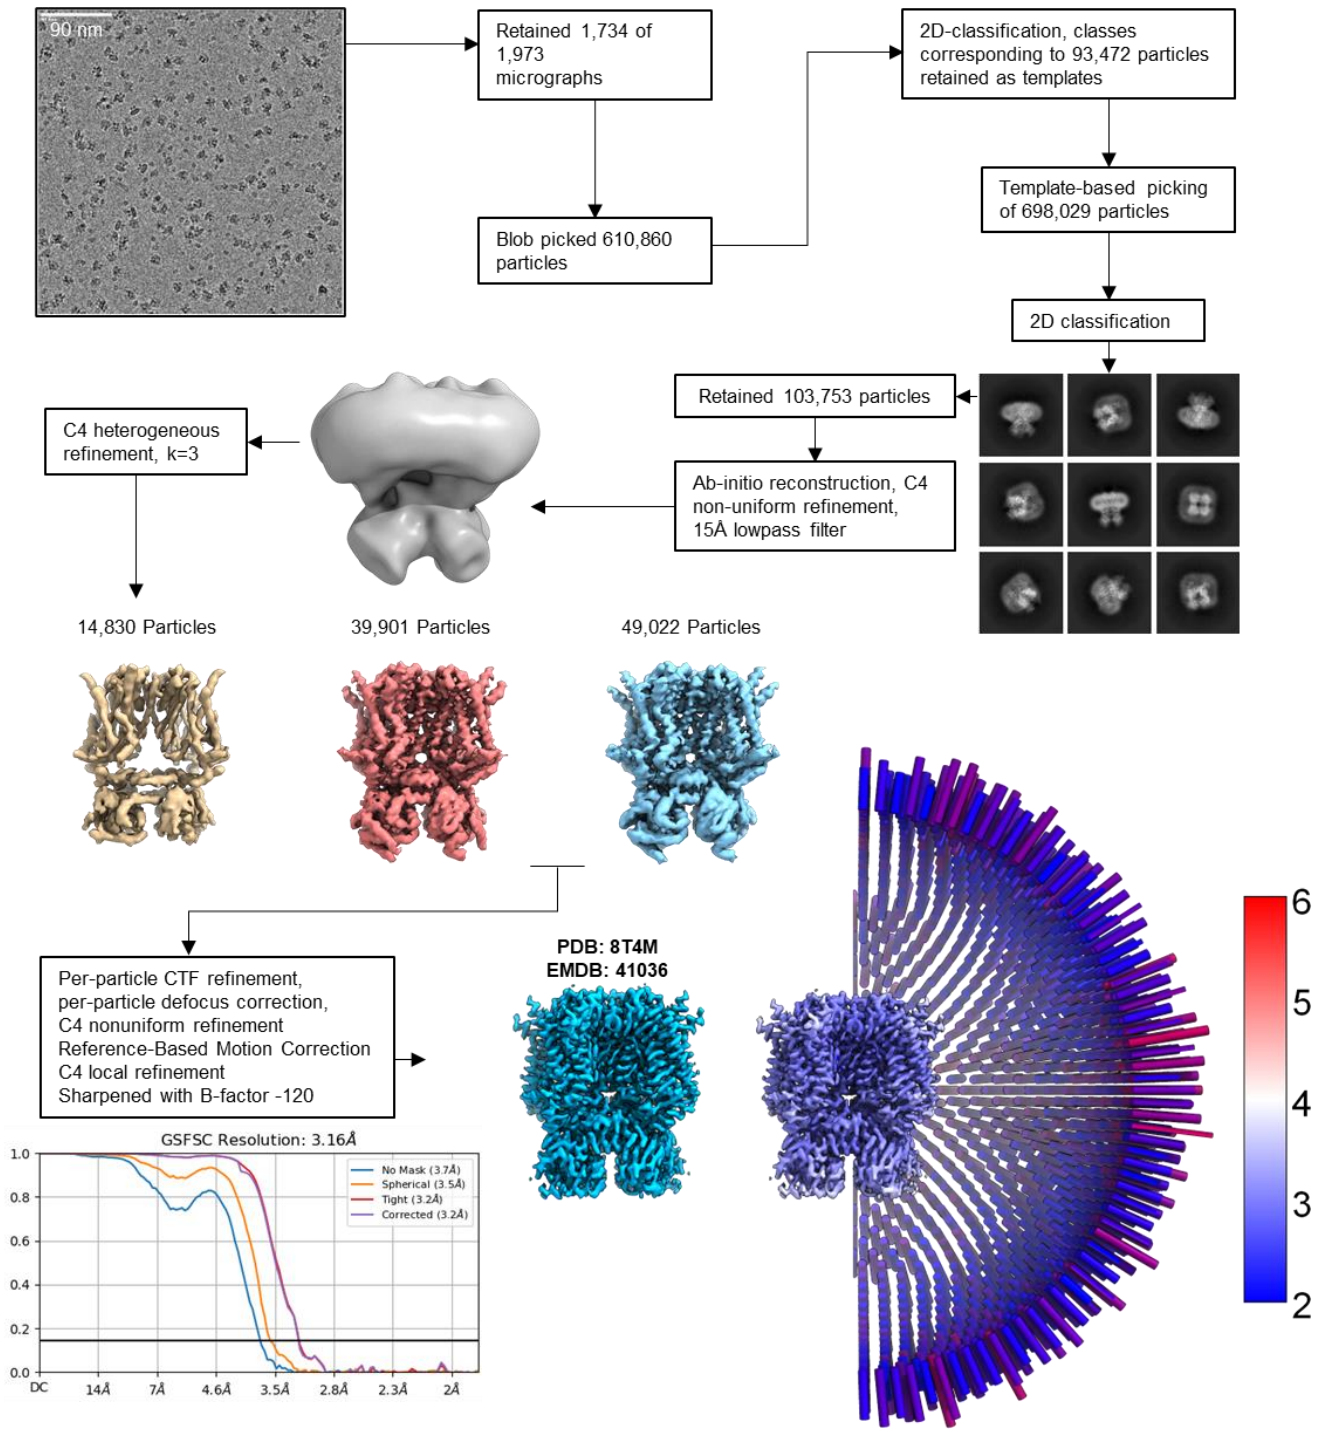 90 nm
Retained 1,734 of
1,973
micrographs
2D-classification, classes
corresponding to 93,472 particles
retained as templates
Blob picked 610,860
particles
Template-based picking
of 698,029 particles
2D classification
Retained 103,753 particles
Ab-initio reconstruction, C4
non-uniform refinement,
15Å lowpass filter
C4 heterogeneous
refinement, k=3
14,830 Particles
39,901 Particles
49,022 Particles
Per-particle CTF refinement,
per-particle defocus correction,
C4 nonuniform refinement
Reference-Based Motion Correction
C4 local refinement
Sharpened with B-factor -120
PDB: 8T4M
EMDB: 41036
6
5
4
3
2
GSFSC Resolution: 3.16Å
No Mask (3.7Å)
Spherical (3.5Å)
Tight (3.2Å)
Corrected (3.2Å)
1.0
0.8
0.6
0.4
0.2
0.0
DC 14Å 7Å 4.6Å 3.5Å 2.8Å 2.3Å 2Å